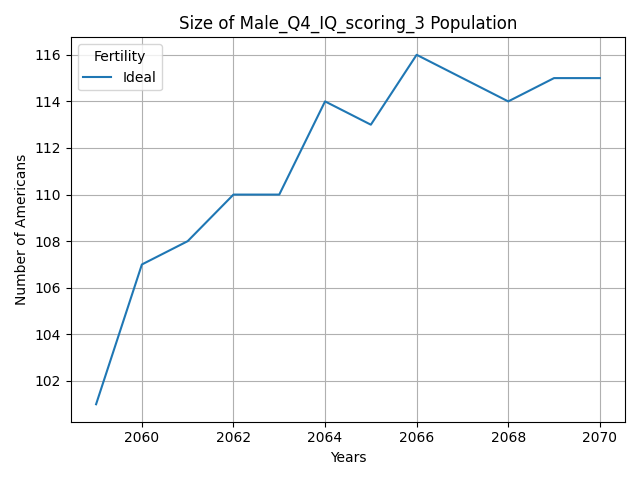 Size of Male_Q4_IQ_scoring_3 Population
Fertility
Ideal
Number of Americans
116
114
112
110
108
106
104
102
2060 2062 2064 2066 2068 2070
Years